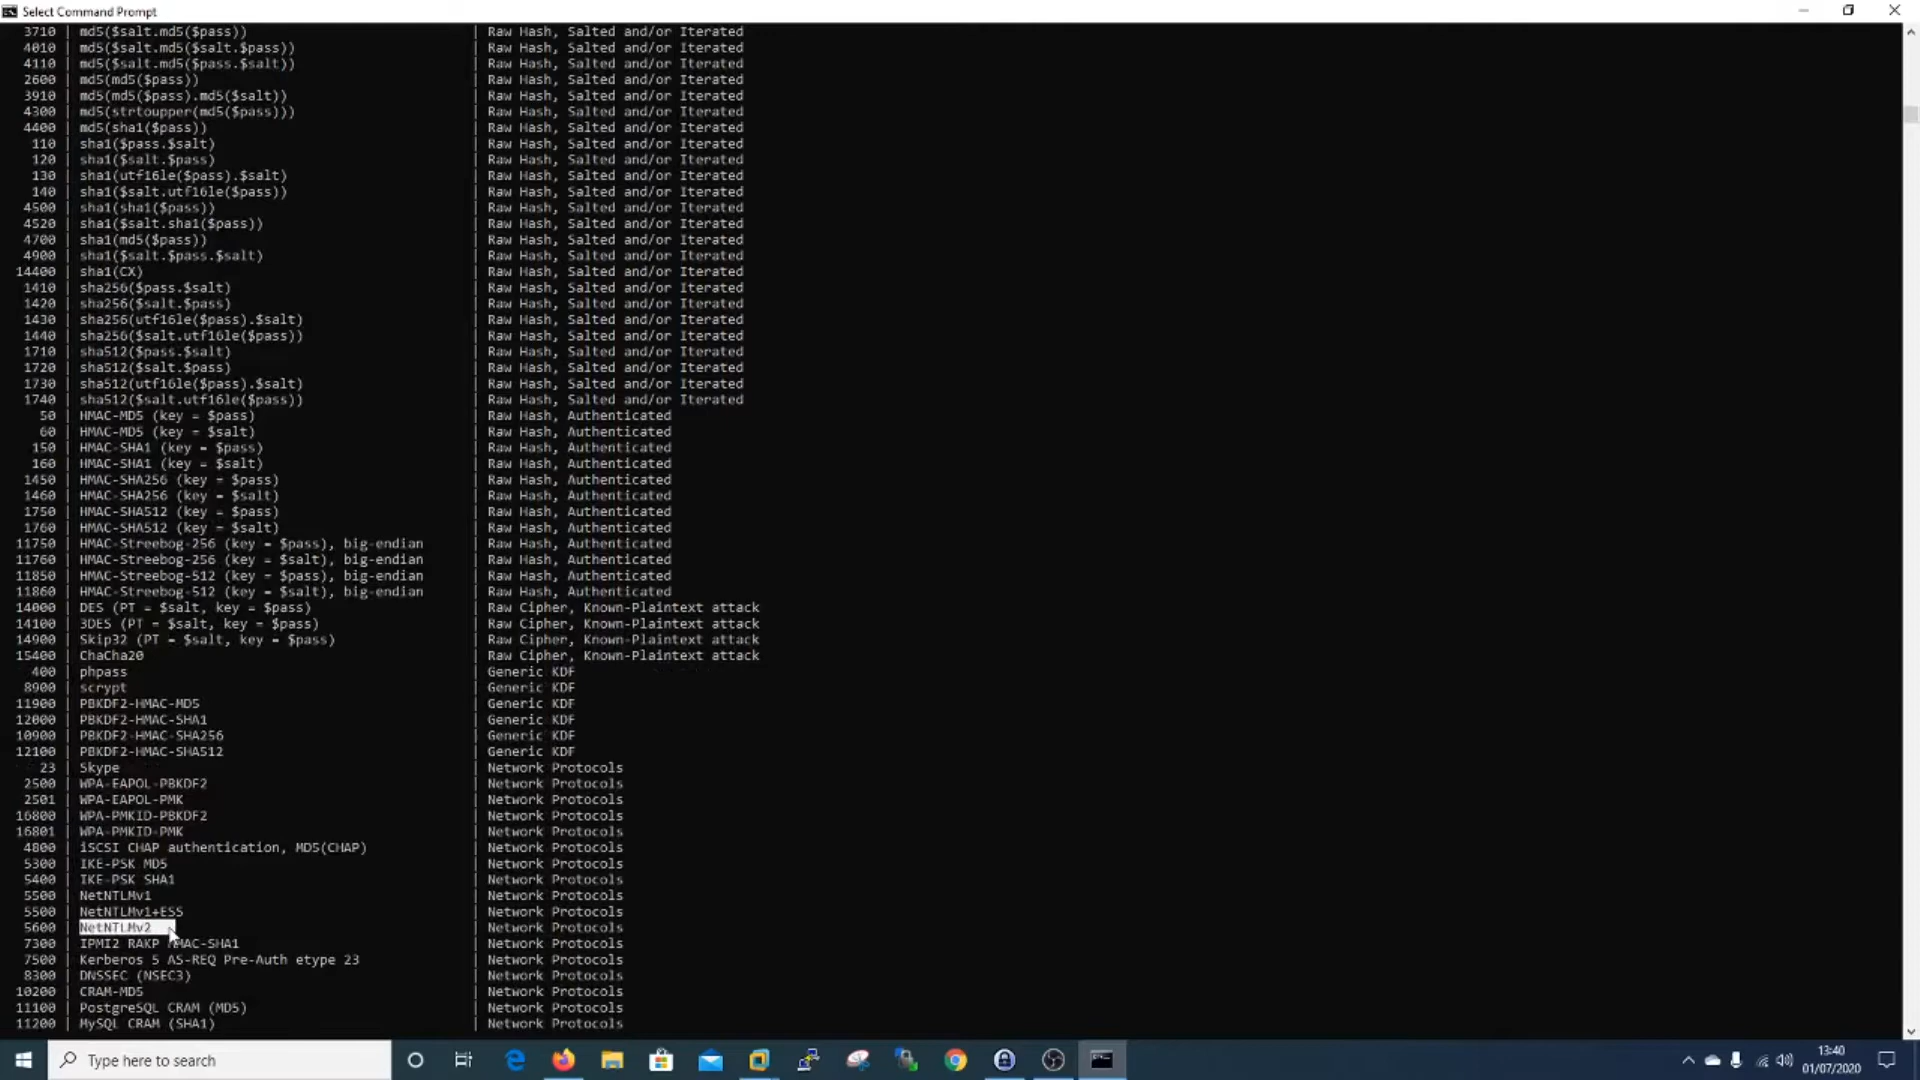 Select Command Prompt
3710 | md5($salt.md5($pass)) | Raw Hash, Salted and/or Iterated
4010 | md5($salt.md5($salt.$pass)) | Raw Hash, Salted and/or Iterated
4110 | md5($salt.md5($pass.$salt)) | Raw Hash, Salted and/or Iterated
2600 | md5(md5($pass)) | Raw Hash, Salted and/or Iterated
3910 | md5(md5($pass).md5($salt)) | Raw Hash, Salted and/or Iterated
4300 | md5(strtoupper(md5($pass))) | Raw Hash, Salted and/or Iterated
4400 | md5(sha1($pass)) | Raw Hash, Salted and/or Iterated
110 | sha1($pass.$salt) | Raw Hash, Salted and/or Iterated
120 | sha1($salt.$pass) | Raw Hash, Salted and/or Iterated
130 | sha1(utf16le($pass).$salt) | Raw Hash, Salted and/or Iterated
140 | sha1($salt.utf16le($pass)) | Raw Hash, Salted and/or Iterated
4500 | sha1(sha1($pass)) | Raw Hash, Salted and/or Iterated
4520 | sha1($salt.sha1($pass)) | Raw Hash, Salted and/or Iterated
4700 | sha1(md5($pass)) | Raw Hash, Salted and/or Iterated
4900 | sha1($salt.$pass.$salt) | Raw Hash, Salted and/or Iterated
14400 | sha1(CX) | Raw Hash, Salted and/or Iterated
1410 | sha256($pass.$salt) | Raw Hash, Salted and/or Iterated
1420 | sha256($salt.$pass) | Raw Hash, Salted and/or Iterated
1430 | sha256(utf16le($pass).$salt) | Raw Hash, Salted and/or Iterated
1440 | sha256($salt.utf16le($pass)) | Raw Hash, Salted and/or Iterated
1710 | sha512($pass.$salt) | Raw Hash, Salted and/or Iterated
1720 | sha512($salt.$pass) | Raw Hash, Salted and/or Iterated
1730 | sha512(utf16le($pass).$salt) | Raw Hash, Salted and/or Iterated
1740 | sha512($salt.utf16le($pass)) | Raw Hash, Salted and/or Iterated
50 | HMAC-MD5 (key = $pass) | Raw Hash, Authenticated
60 | HMAC-MD5 (key = $salt) | Raw Hash, Authenticated
150 | HMAC-SHA1 (key = $pass) | Raw Hash, Authenticated
160 | HMAC-SHA1 (key = $salt) | Raw Hash, Authenticated
1450 | HMAC-SHA256 (key = $pass) | Raw Hash, Authenticated
1460 | HMAC-SHA256 (key = $salt) | Raw Hash, Authenticated
1750 | HMAC-SHA512 (key = $pass) | Raw Hash, Authenticated
1760 | HMAC-SHA512 (key = $salt) | Raw Hash, Authenticated
11750 | HMAC-Streebog-256 (key = $pass), big-endian | Raw Hash, Authenticated
11760 | HMAC-Streebog-256 (key = $salt), big-endian | Raw Hash, Authenticated
11850 | HMAC-Streebog-512 (key = $pass), big-endian | Raw Hash, Authenticated
11860 | HMAC-Streebog-512 (key = $salt), big-endian | Raw Hash, Authenticated
14000 | DES (PT = $salt, key = $pass) | Raw Cipher, Known-Plaintext attack
14100 | 3DES (PT = $salt, key = $pass) | Raw Cipher, Known-Plaintext attack
14900 | Skip32 (PT = $salt, key = $pass) | Raw Cipher, Known-Plaintext attack
15400 | ChaCha20 | Raw Cipher, Known-Plaintext attack
400 | phpass | Generic KDF
8900 | scrypt | Generic KDF
11900 | PBKDF2-HMAC-MD5 | Generic KDF
12000 | PBKDF2-HMAC-SHA1 | Generic KDF
10900 | PBKDF2-HMAC-SHA256 | Generic KDF
12100 | PBKDF2-HMAC-SHA512 | Generic KDF
23 | Skype | Network Protocols
2500 | WPA-EAPOL-PBKDF2 | Network Protocols
2501 | WPA-EAPOL-PMK | Network Protocols
16800 | WPA-PMKID-PBKDF2 | Network Protocols
16801 | WPA-PMKID-PMK | Network Protocols
4800 | iSCSI CHAP authentication, MD5(CHAP) | Network Protocols
5300 | IKE-PSK MD5 | Network Protocols
5400 | IKE-PSK SHA1 | Network Protocols
5500 | NetNTLMv1 | Network Protocols
5500 | NetNTLMv1+ESS | Network Protocols
5600 | NetNTLMv2 | Network Protocols
7300 | IPMI2 RAKP HMAC-SHA1 | Network Protocols
7500 | Kerberos 5 AS-REQ Pre-Auth etype 23 | Network Protocols
8300 | DNSSEC (NSEC3) | Network Protocols
10200 | CRAM-MD5 | Network Protocols
11100 | PostgreSQL CRAM (MD5) | Network Protocols
11200 | MySQL CRAM (SHA1) | Network Protocols
Type here to search
13:40
01/07/2020